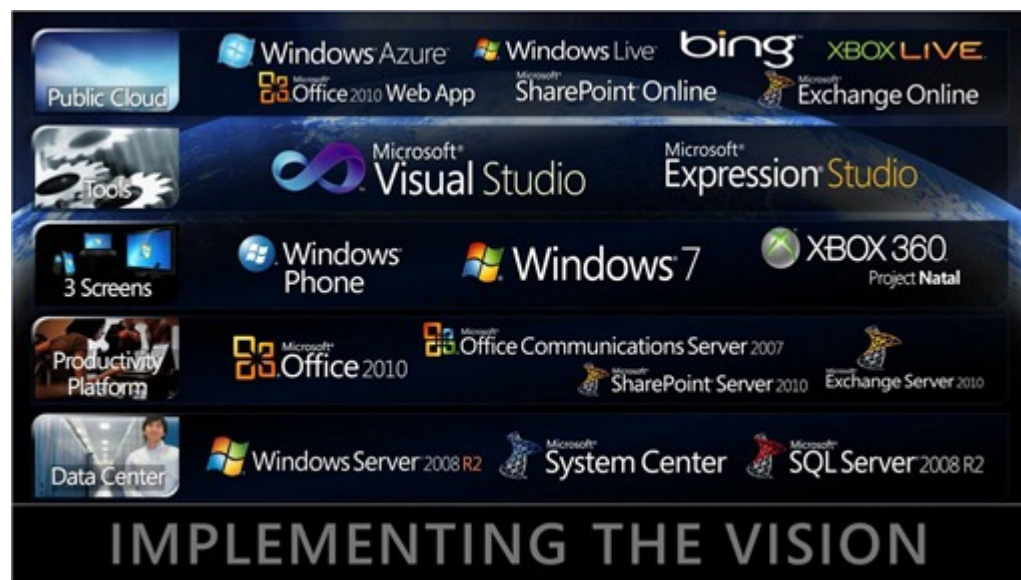 Public Cloud
Windows Azure
Windows Live
bing
XBOX LIVE
Microsoft Office 2010 Web App
Microsoft SharePoint Online
Microsoft Exchange Online
Tools
Microsoft
Visual Studio
Microsoft
Expression Studio
3 Screens
Windows
Phone
Windows 7
XBOX 360
Project Natal
Productivity
Platform
Microsoft Office 2010
Microsoft Office Communications Server 2007
Microsoft SharePoint Server 2010
Microsoft Exchange Server 2010
Data Center
Windows Server 2008 R2
Microsoft System Center
Microsoft SQL Server 2008 R2
IMPLEMENTING THE VISION